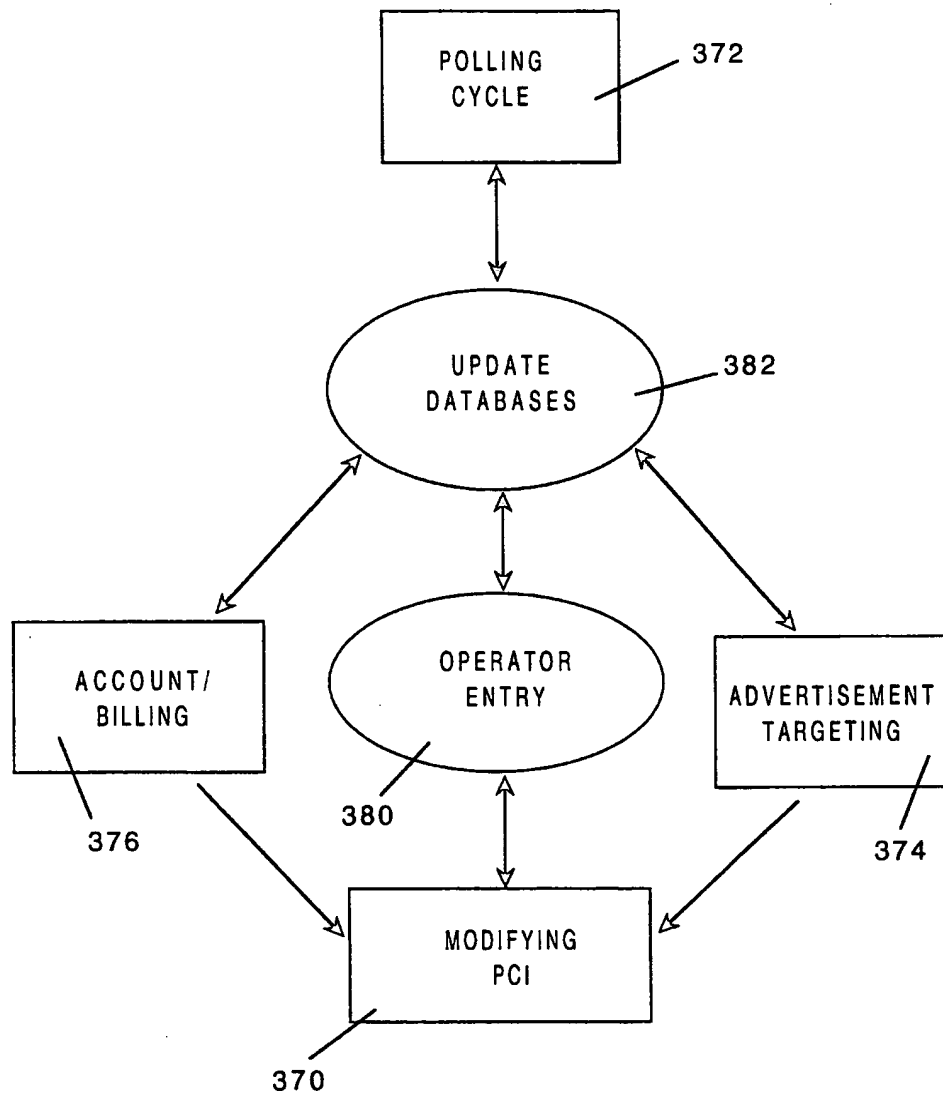 POLLING
CYCLE
372
UPDATE
DATABASES
382
ACCOUNT/
BILLING
376
OPERATOR
ENTRY
380
ADVERTISEMENT
TARGETING
374
MODIFYING
PCI
370